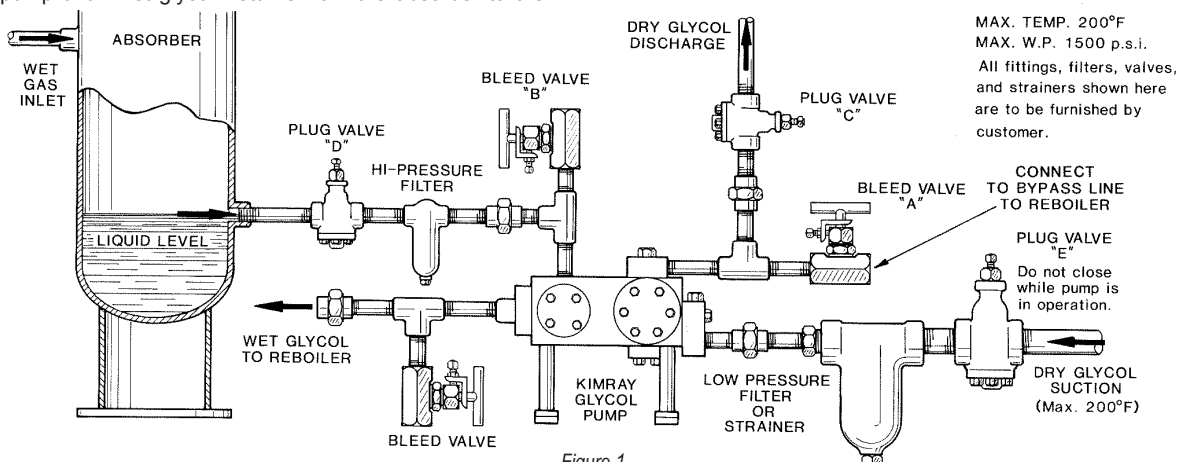 ABSORBER
WET
GAS
INLET
PLUG VALVE
"D"
HI-PRESSURE
FILTER
BLEED VALVE
"B"
DRY GLYCOL
DISCHARGE
PLUG VALVE
"C"
MAX. TEMP. 200°F
MAX. W.P. 1500 p.s.i.
All fittings, filters, valves,
and strainers shown here
are to be furnished by
customer.
BLEED VALVE
"A"
CONNECT
TO BYPASS LINE
TO REBOILER
PLUG VALVE
"E"
Do not close
while pump is
in operation.
LIQUID LEVEL
WET GLYCOL
TO REBOILER
BLEED VALVE
KIMRAY
GLYCOL
PUMP
LOW PRESSURE
FILTER
OR
STRAINER
DRY GLYCOL
SUCTION
(Max. 200°F)